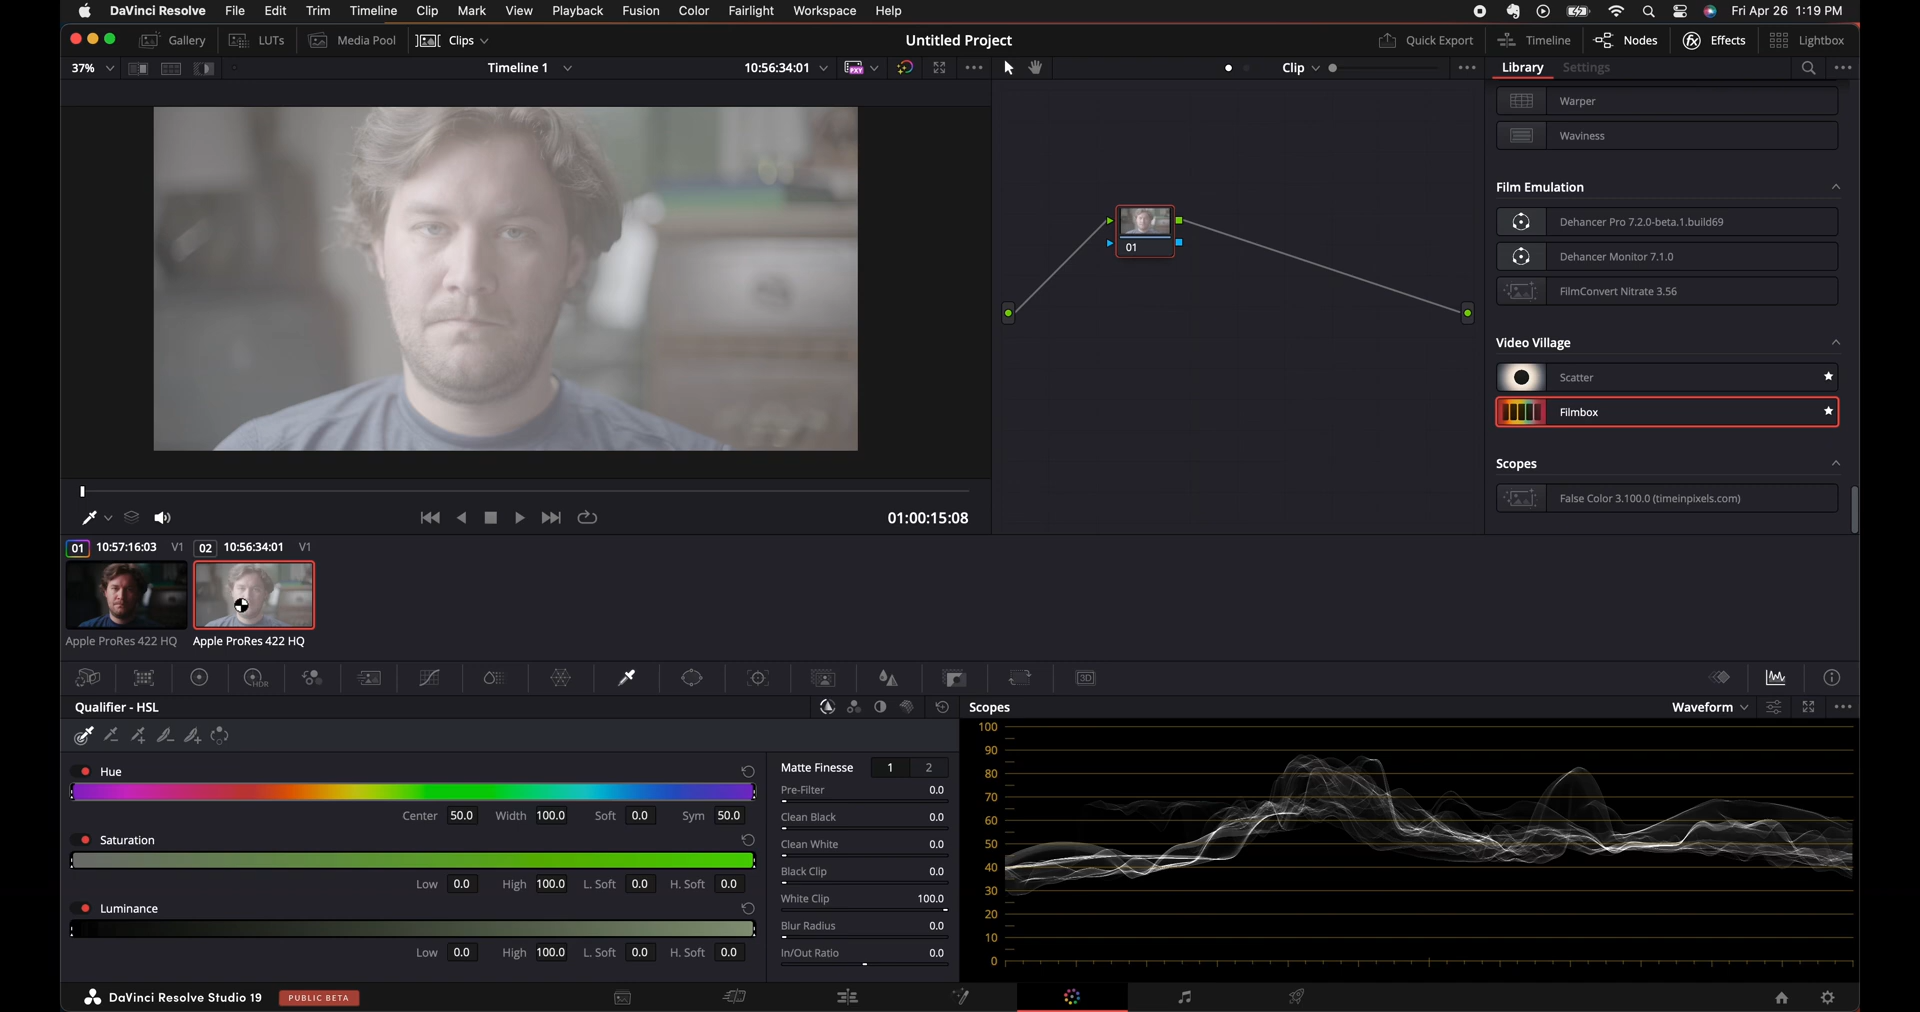 DaVinci Resolve File Edit Trim Timeline Clip Mark View Playback Fusion Color Fairlight Workspace Help Fri Apr 26 1:19 PM
Gallery LUTs Media Pool Clips Untitled Project Quick Export Timeline Nodes Effects Lightbox
37% Timeline 1 10:56:34:01 Clip Library Settings
Warper
Waviness
Film Emulation
Dehancer Pro 7.2.0-beta.1.build69
Dehancer Monitor 7.1.0
FilmConvert Nitrate 3.56
Video Village
Scatter
Filmbox
Scopes
False Color 3.100.0 (timeinpixels.com)
01
01:00:15:08
01 10:57:16:03 V1 02 10:56:34:01 V1
Apple ProRes 422 HQ Apple ProRes 422 HQ
HDR 3D
Qualifier - HSL
Hue
Center 50.0 Width 100.0 Soft 0.0 Sym 50.0
Saturation
Low 0.0 High 100.0 L. Soft 0.0 H. Soft 0.0
Luminance
Low 0.0 High 100.0 L. Soft 0.0 H. Soft 0.0
Matte Finesse 1 2
Pre-Filter 0.0
Clean Black 0.0
Clean White 0.0
Black Clip 0.0
White Clip 100.0
Blur Radius 0.0
In/Out Ratio 0.0
Scopes Waveform
100
90
80
70
60
50
40
30
20
10
0
DaVinci Resolve Studio 19 PUBLIC BETA